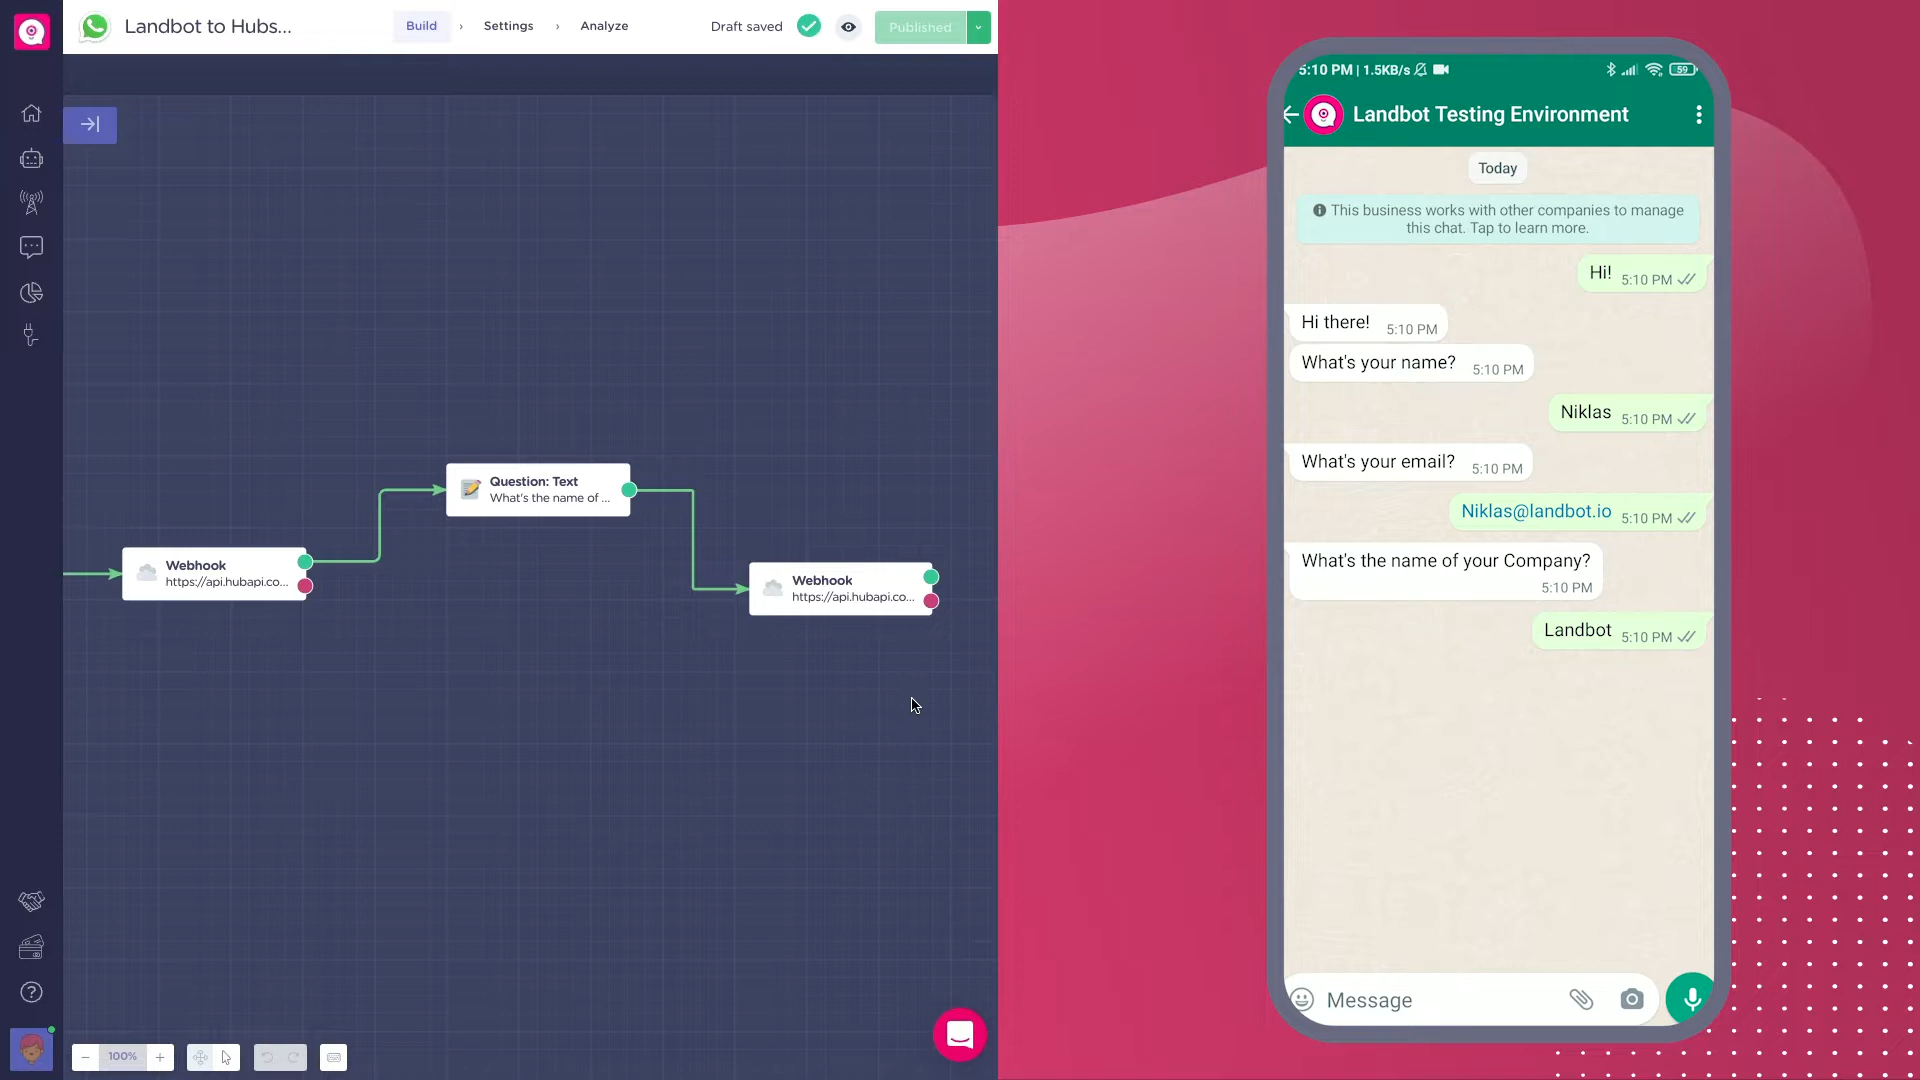 Landbot to Hubs...
Build
Settings
Analyze
Draft saved
Published
Webhook
https://api.hubapi.co...
Question: Text
What's the name of ...
Webhook
https://api.hubapi.co...
100%
5:10 PM | 1.5KB/s
59
Landbot Testing Environment
Today
This business works with other companies to manage
this chat. Tap to learn more.
Hi! 5:10 PM
Hi there! 5:10 PM
What's your name? 5:10 PM
Niklas 5:10 PM
What's your email? 5:10 PM
Niklas@landbot.io 5:10 PM
What's the name of your Company?
5:10 PM
Landbot 5:10 PM
Message